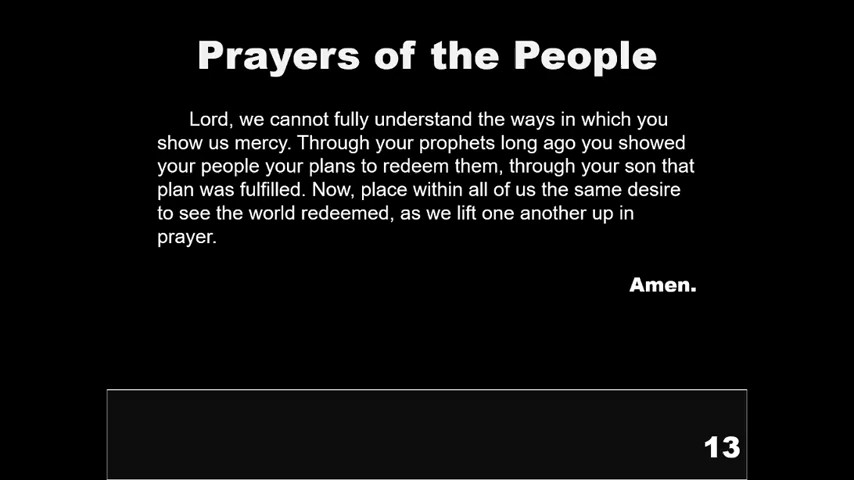 Prayers of the People
Lord, we cannot fully understand the ways in which you
show us mercy. Through your prophets long ago you showed
your people your plans to redeem them, through your son that
plan was fulfilled. Now, place within all of us the same desire
to see the world redeemed, as we lift one another up in
prayer.
Amen.
13